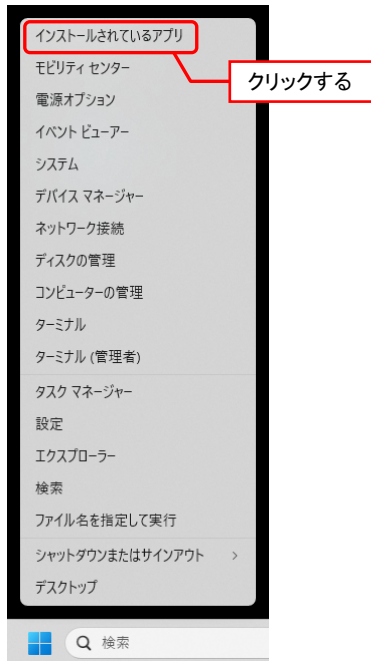 インストールされているアプリ
クリックする
モビリティ センター
電源オプション
イベント ビューアー
システム
デバイス マネージャー
ネットワーク接続
ディスクの管理
コンピューターの管理
ターミナル
ターミナル (管理者)
タスク マネージャー
設定
エクスプローラー
検索
ファイル名を指定して実行
シャットダウンまたはサインアウト
デスクトップ
検索